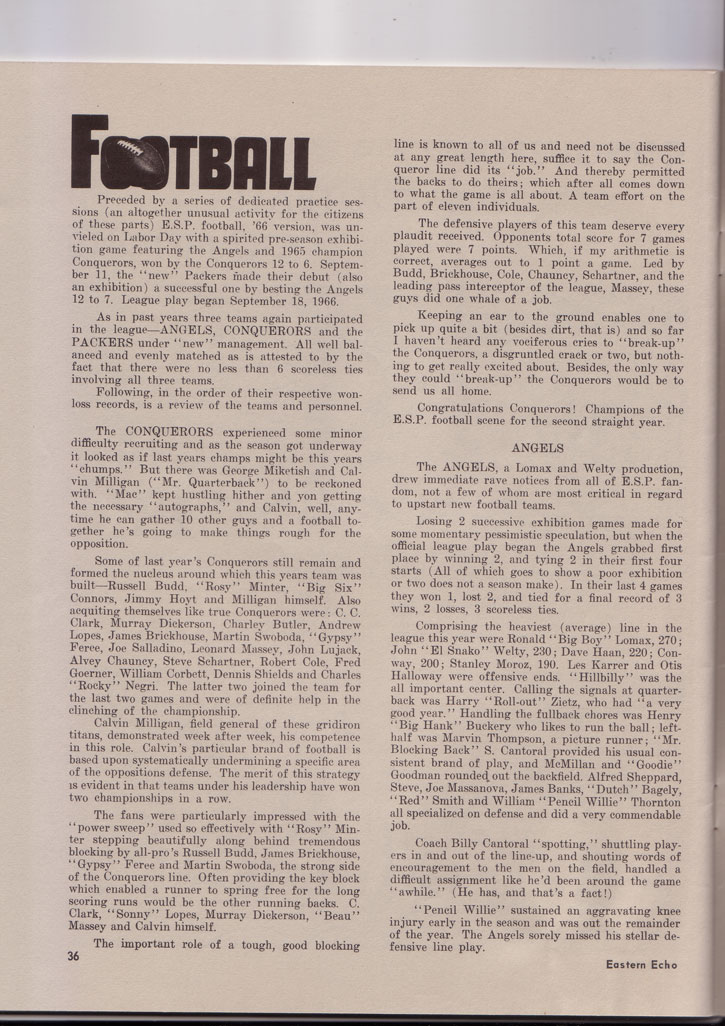 FOOTBALL
Preceded by a series of dedicated practice ses-
sions (an altogether unusual activity for the citizens
of these parts) E.S.P. football, '66 version, was un-
vieled on Labor Day with a spirited pre-season exhibi-
tion game featuring the Angels and 1965 champion
Conquerors, won by the Conquerors 12 to 6. Septem-
ber 11, the "new" Packers made their debut (also
an exhibition) a successful one by besting the Angels
12 to 7. League play began September 18, 1966.
As in past years three teams again participated
in the league—ANGELS, CONQUERORS and the
PACKERS under "new" management. All well bal-
anced and evenly matched as is attested to by the
fact that there were no less than 6 scoreless ties
involving all three teams.
Following, in the order of their respective won-
loss records, is a review of the teams and personnel.
The CONQUERORS experienced some minor
difficulty recruiting and as the season got underway
it looked as if last years champs might be this years
"chumps." But there was George Miketish and Cal-
vin Milligan ("Mr. Quarterback") to be reckoned
with. "Mac" kept hustling hither and yon getting
the necessary "autographs," and Calvin, well, any-
time he can gather 10 other guys and a football to-
gether he's going to make things rough for the
opposition.
Some of last year's Conquerors still remain and
formed the nucleus around which this years team was
built—Russell Budd, "Rosy" Minter, "Big Six"
Connors, Jimmy Hoyt and Milligan himself. Also
acquiting themselves like true Conquerors were: C. C.
Clark, Murray Dickerson, Charley Butler, Andrew
Lopes, James Brickhouse, Martin Swoboda, "Gypsy"
Feree, Joe Salladino, Leonard Massey, John Lujack,
Alvey Chauncy, Steve Schartner, Robert Cole, Fred
Goerner, William Corbett, Dennis Shields and Charles
"Rocky" Negri. The latter two joined the team for
the last two games and were of definite help in the
clinching of the championship.
Calvin Milligan, field general of these gridiron
titans, demonstrated week after week, his competence
in this role. Calvin's particular brand of football is
based upon systematically undermining a specific area
of the oppositions defense. The merit of this strategy
is evident in that teams under his leadership have won
two championships in a row.
The fans were particularly impressed with the
"power sweep" used so effectively with "Rosy" Min-
ter stepping beautifully along behind tremendous
blocking by all-pro's Russell Budd, James Brickhouse,
"Gypsy" Feree and Martin Swoboda, the strong side
of the Conquerors line. Often providing the key block
which enabled a runner to spring free for the long
scoring runs would be the other running backs. C.
Clark, "Sonny" Lopes, Murray Dickerson, "Beau"
Massey and Calvin himself.
The important role of a tough, good blocking
36
line is known to all of us and need not be discussed
at any great length here, suffice it to say the Con-
queror line did its "job." And thereby permitted
the backs to do theirs; which after all comes down
to what the game is all about. A team effort on the
part of eleven individuals.
The defensive players of this team deserve every
plaudit received. Opponents total score for 7 games
played were 7 points. Which, if my arithmetic is
correct, averages out to 1 point a game. Led by
Budd, Brickhouse, Cole, Chauncy, Schartner, and the
leading pass interceptor of the league, Massey, these
guys did one whale of a job.
Keeping an ear to the ground enables one to
pick up quite a bit (besides dirt, that is) and so far
I haven't heard any vociferous cries to "break-up"
the Conquerors, a disgruntled crack or two, but noth-
ing to get really excited about. Besides, the only way
they could "break-up" the Conquerors would be to
send us all home.
Congratulations Conquerors! Champions of the
E.S.P. football scene for the second straight year.
ANGELS
The ANGELS, a Lomax and Welty production,
drew immediate rave notices from all of E.S.P. fan-
dom, not a few of whom are most critical in regard
to upstart new football teams.
Losing 2 successive exhibition games made for
some momentary pessimistic speculation, but when the
official league play began the Angels grabbed first
place by winning 2, and tying 2 in their first four
starts (All of which goes to show a poor exhibition
or two does not a season make). In their last 4 games
they won 1, lost 2, and tied for a final record of 3
wins, 2 losses, 3 scoreless ties.
Comprising the heaviest (average) line in the
league this year were Ronald "Big Boy" Lomax, 270;
John "El Snako" Welty, 230; Dave Haan, 220; Con-
way, 200; Stanley Moroz, 190. Les Karrer and Otis
Halloway were offensive ends. "Hillbilly" was the
all important center. Calling the signals at quarter-
back was Harry "Roll-out" Zietz, who had "a very
good year." Handling the fullback chores was Henry
"Big Hank" Buckery who likes to run the ball; left-
half was Marvin Thompson, a picture runner; "Mr.
Blocking Back" S. Cantoral provided his usual con-
sistent brand of play, and McMillan and "Goodie"
Goodman rounded out the backfield. Alfred Sheppard,
Steve, Joe Massanova, James Banks, "Dutch" Bagely,
"Red" Smith and William "Pencil Willie" Thornton
all specialized on defense and did a very commendable
job.
Coach Billy Cantoral "spotting," shuttling play-
ers in and out of the line-up, and shouting words of
encouragement to the men on the field, handled a
difficult assignment like he'd been around the game
"awhile." (He has, and that's a fact!)
"Pencil Willie" sustained an aggravating knee
injury early in the season and was out the remainder
of the year. The Angels sorely missed his stellar de-
fensive line play.
Eastern Echo